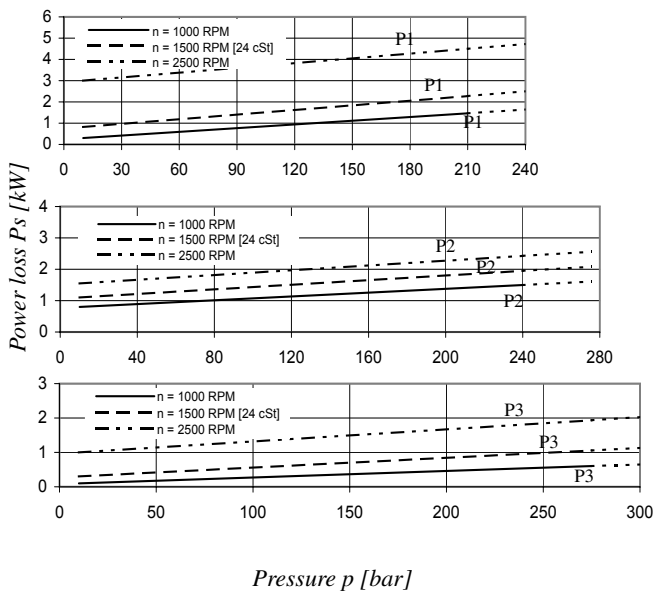 Power loss Ps [kW]
6
5
4
3
2
1
0
n = 1000 RPM
n = 1500 RPM [24 cSt]
n = 2500 RPM
P1
P1
P1
0 30 60 90 120 150 180 210 240
4
3
2
1
0
n = 1000 RPM
n = 1500 RPM [24 cSt]
n = 2500 RPM
P2
P2
P2
0 40 80 120 160 200 240 280
3
2
1
0
n = 1000 RPM
n = 1500 RPM [24 cSt]
n = 2500 RPM
P3
P3
P3
0 50 100 150 200 250 300
Pressure p [bar]